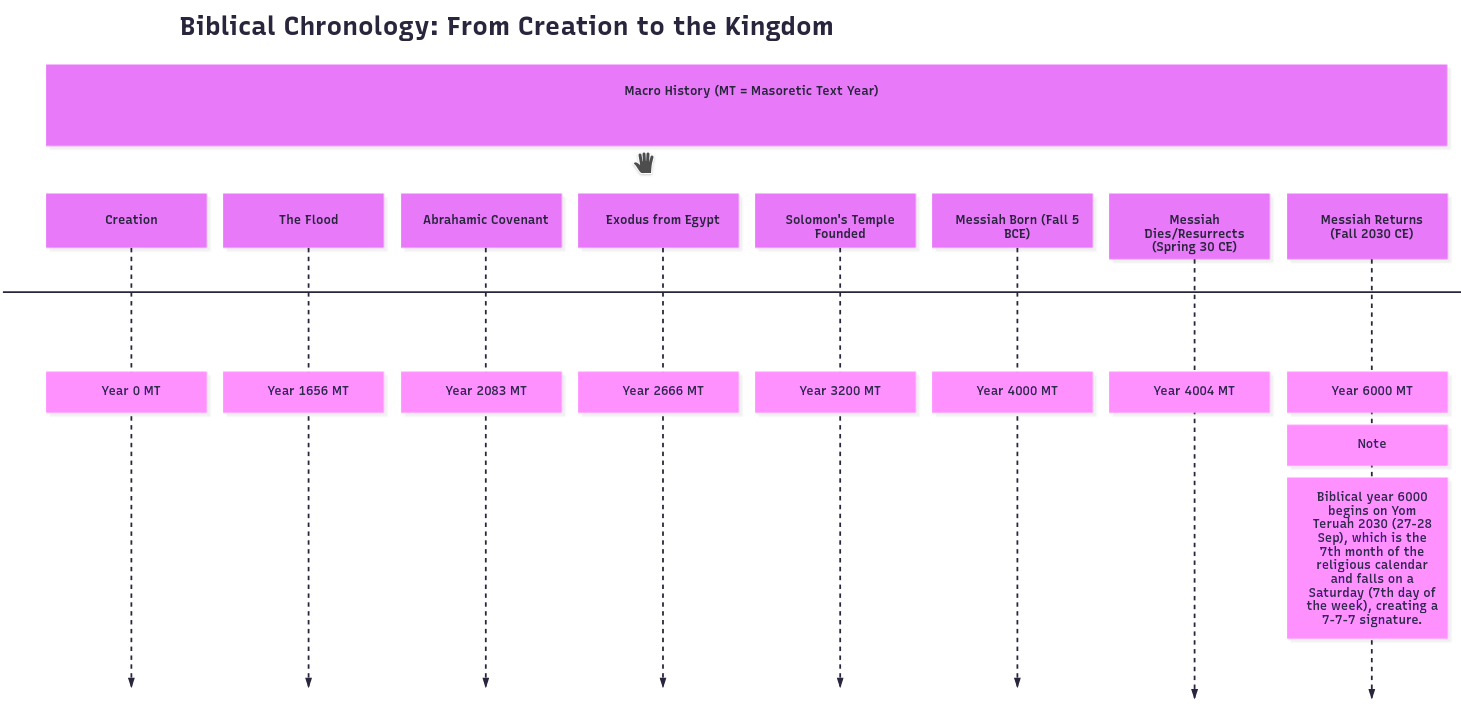 Biblical Chronology: From Creation to the Kingdom
Macro History (MT = Masoretic Text Year)
Creation
The Flood
Abrahamic Covenant
Exodus from Egypt
Solomon's Temple
Founded
Messiah Born (Fall 5
BCE)
Messiah
Dies/Resurrects
(Spring 30 CE)
Messiah Returns
(Fall 2030 CE)
Year 0 MT
Year 1656 MT
Year 2083 MT
Year 2666 MT
Year 3200 MT
Year 4000 MT
Year 4004 MT
Year 6000 MT
Note
Biblical year 6000
begins on Yom
Teruah 2030 (27-28
Sep), which is the
7th month of the
religious calendar
and falls on a
Saturday (7th day of
the week), creating a
7-7-7 signature.